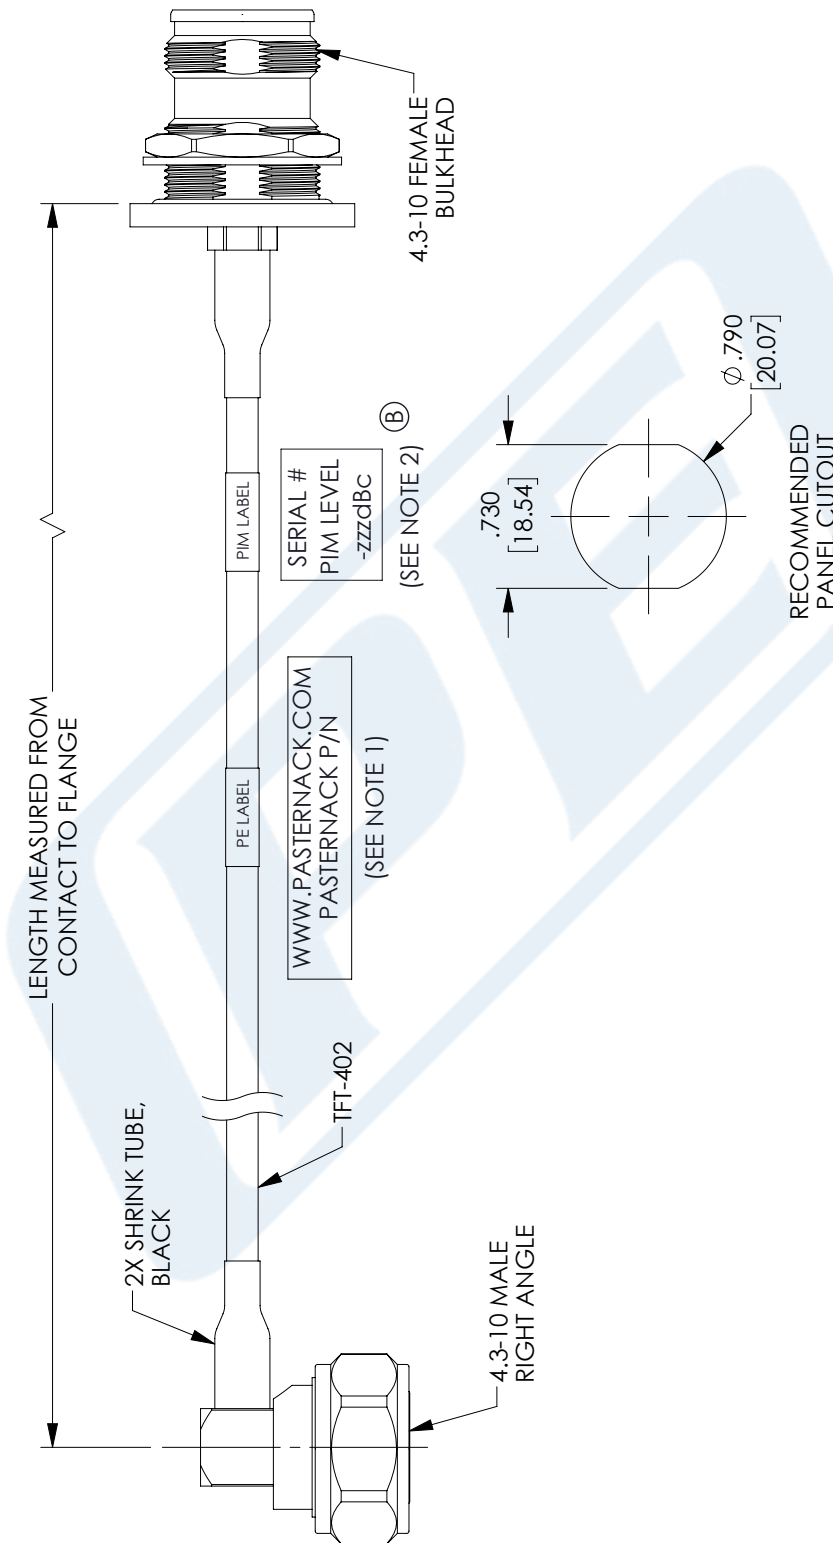 LENGTH MEASURED FROM
CONTACT TO FLANGE
2X SHRINK TUBE,
BLACK
PE LABEL
PIM LABEL
TFT-402
WWW.PASTERNACK.COM
PASTERNACK P/N
(SEE NOTE 1)
SERIAL #
PIM LEVEL
-zzzdBc
(SEE NOTE 2)
B
4.3-10 FEMALE
BULKHEAD
4.3-10 MALE
RIGHT ANGLE
.730
[18.54]
∅ .790
[20.07]
RECOMMENDED
PANEL CUTOUT
PE